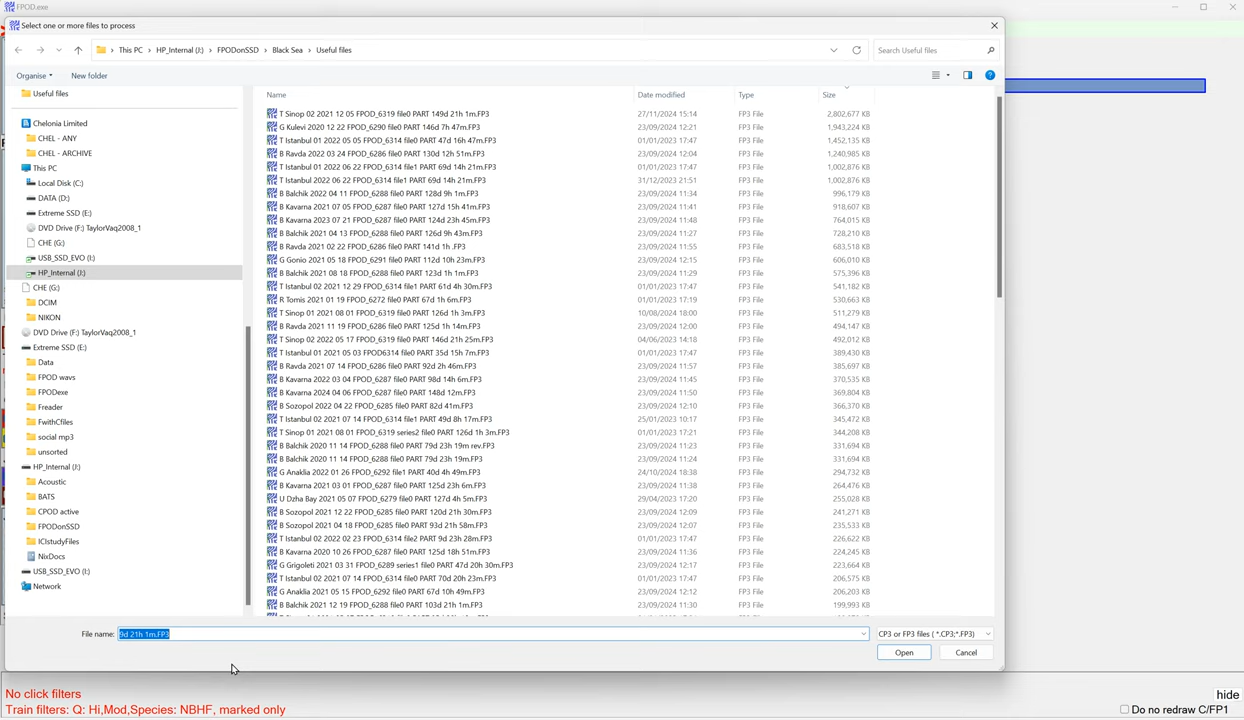 FPOD.exe
Select one or more files to process
This PC > HP_Internal (J:) > FPODonSSD > Black Sea > Useful files
Search Useful files
Organise
New folder
Name Date modified Type Size
Useful files
Chelonia Limited
CHEL - ANY
CHEL - ARCHIVE
This PC
Local Disk (C:)
DATA (D:)
Extreme SSD (E:)
DVD Drive (F:) TaylorVaq2008_1
CHE (G:)
USB_SSD_EVO (I:)
HP_Internal (J:)
CHE (G:)
DCIM
NIKON
DVD Drive (F:) TaylorVaq2008_1
Extreme SSD (E:)
Data
FPOD wavs
FPODexe
Freader
FwithCfiles
social mp3
unsorted
HP_Internal (J:)
Acoustic
BATS
CPOD active
FPODonSSD
IClstudyFiles
NixDocs
USB_SSD_EVO (I:)
Network
T Sinop 02 2021 12 05 FPOD_6319 file0 PART 149d 21h 1m.FP3 27/11/2024 15:14 FP3 File 2,802,677 KB
G Kulevi 2020 12 22 FPOD_6290 file0 PART 146d 7h 47m.FP3 23/09/2024 12:21 FP3 File 1,943,224 KB
T Istanbul 01 2022 05 05 FPOD_6314 file0 PART 47d 16h 47m.FP3 01/01/2023 17:47 FP3 File 1,452,135 KB
B Ravda 2022 03 24 FPOD_6286 file0 PART 130d 12h 51m.FP3 23/09/2024 12:04 FP3 File 1,240,985 KB
T Istanbul 01 2022 06 22 FPOD_6314 file1 PART 69d 14h 21m.FP3 01/01/2023 17:47 FP3 File 1,002,876 KB
T Istanbul 2022 06 22 FPOD_6314 file1 PART 69d 14h 21m.FP3 31/12/2023 21:51 FP3 File 1,002,876 KB
B Balchik 2022 04 11 FPOD_6288 file0 PART 128d 9h 1m.FP3 23/09/2024 11:34 FP3 File 996,179 KB
B Kavarna 2021 07 05 FPOD_6287 file0 PART 127d 15h 41m.FP3 23/09/2024 11:41 FP3 File 918,607 KB
B Kavarna 2023 07 21 FPOD_6287 file0 PART 124d 23h 45m.FP3 23/09/2024 11:48 FP3 File 764,015 KB
B Balchik 2021 04 13 FPOD_6288 file0 PART 126d 9h 43m.FP3 23/09/2024 11:27 FP3 File 728,210 KB
B Ravda 2021 02 22 FPOD_6286 file0 PART 141d 1h .FP3 23/09/2024 11:55 FP3 File 683,518 KB
G Gonio 2021 05 18 FPOD_6291 file0 PART 112d 10h 23m.FP3 23/09/2024 12:15 FP3 File 606,010 KB
B Balchik 2021 08 18 FPOD_6288 file0 PART 123d 1h 1m.FP3 23/09/2024 11:29 FP3 File 575,396 KB
T Istanbul 02 2021 12 29 FPOD_6314 file1 PART 61d 4h 30m.FP3 01/01/2023 17:47 FP3 File 541,182 KB
R Tomis 2021 01 19 FPOD_6272 file0 PART 67d 1h 6m.FP3 01/01/2023 17:19 FP3 File 530,663 KB
T Sinop 01 2021 08 01 FPOD_6319 file0 PART 126d 1h 3m.FP3 10/08/2024 18:00 FP3 File 511,279 KB
B Ravda 2021 11 19 FPOD_6286 file0 PART 125d 1h 14m.FP3 23/09/2024 12:00 FP3 File 494,147 KB
T Sinop 02 2022 05 17 FPOD_6319 file0 PART 146d 21h 25m.FP3 04/06/2023 14:18 FP3 File 492,012 KB
T Istanbul 01 2021 05 03 FPOD6314 file0 PART 35d 15h 7m.FP3 01/01/2023 17:47 FP3 File 389,430 KB
B Ravda 2021 07 14 FPOD_6286 file0 PART 92d 2h 46m.FP3 23/09/2024 11:57 FP3 File 385,697 KB
B Kavarna 2022 03 04 FPOD_6287 file0 PART 98d 14h 6m.FP3 23/09/2024 11:45 FP3 File 370,535 KB
B Kavarna 2024 04 06 FPOD_6287 file0 PART 148d 12m.FP3 23/09/2024 11:50 FP3 File 369,804 KB
B Sozopol 2022 04 22 FPOD_6285 file0 PART 82d 41m.FP3 23/09/2024 12:10 FP3 File 366,370 KB
T Istanbul 02 2021 07 14 FPOD_6314 file1 PART 49d 8h 17m.FP3 25/01/2023 10:17 FP3 File 345,472 KB
T Sinop 01 2021 08 01 FPOD_6319 series2 file0 PART 126d 1h 3m.FP3 01/01/2023 17:21 FP3 File 344,208 KB
B Balchik 2020 11 14 FPOD_6288 file0 PART 79d 23h 19m rev.FP3 23/09/2024 11:23 FP3 File 331,694 KB
B Balchik 2020 11 14 FPOD_6288 file0 PART 79d 23h 19m.FP3 23/09/2024 11:24 FP3 File 331,694 KB
G Anaklia 2022 01 26 FPOD_6292 file1 PART 40d 4h 49m.FP3 24/10/2024 18:38 FP3 File 294,732 KB
B Kavarna 2021 03 01 FPOD_6287 file0 PART 125d 23h 6m.FP3 23/09/2024 11:38 FP3 File 264,476 KB
U Dzha Bay 2021 05 07 FPOD_6279 file0 PART 127d 4h 5m.FP3 29/04/2023 17:20 FP3 File 255,028 KB
B Sozopol 2021 12 22 FPOD_6285 file0 PART 120d 21h 30m.FP3 23/09/2024 12:09 FP3 File 241,271 KB
B Sozopol 2021 04 18 FPOD_6285 file0 PART 93d 21h 58m.FP3 23/09/2024 12:07 FP3 File 235,533 KB
T Istanbul 02 2022 02 23 FPOD_6314 file2 PART 9d 23h 28m.FP3 01/01/2023 17:47 FP3 File 226,622 KB
B Kavarna 2020 10 26 FPOD_6287 file0 PART 125d 18h 51m.FP3 23/09/2024 11:36 FP3 File 224,245 KB
G Grigoleti 2021 03 31 FPOD_6289 series1 file0 PART 47d 20h 30m.FP3 23/09/2024 12:17 FP3 File 223,664 KB
T Istanbul 02 2021 07 14 FPOD_6314 file0 PART 70d 20h 23m.FP3 01/01/2023 17:47 FP3 File 206,575 KB
G Anaklia 2021 05 15 FPOD_6292 file0 PART 67d 10h 49m.FP3 23/09/2024 12:12 FP3 File 206,203 KB
B Balchik 2021 12 19 FPOD_6288 file0 PART 103d 21h 1m.FP3 23/09/2024 11:30 FP3 File 199,993 KB
File name: 9d 21h 1m.FP3
CP3 or FP3 files ( *.CP3;*.FP3)
Open
Cancel
No click filters
hide
Train filters: Q: Hi,Mod,Species: NBHF, marked only
Do no redraw C/FP1